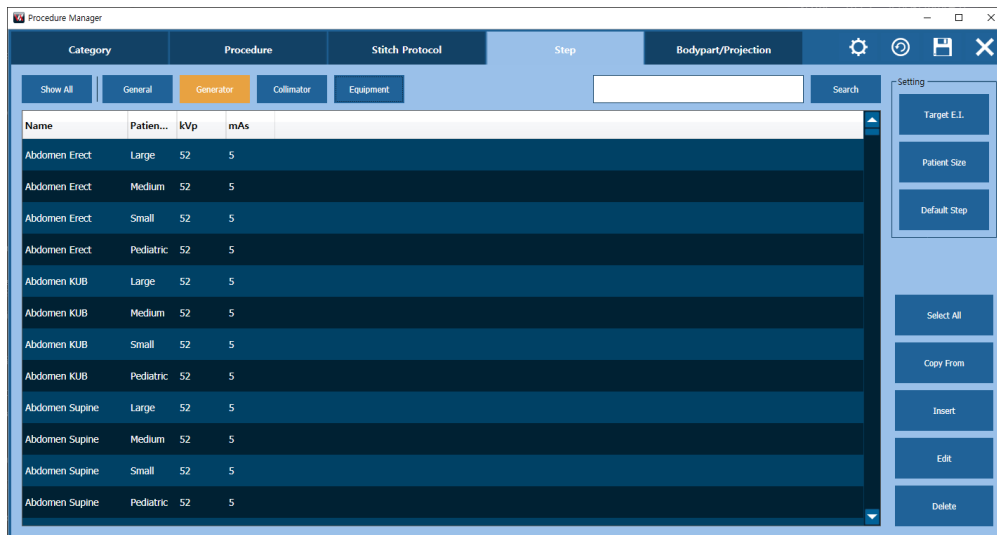 Procedure Manager
Category Procedure Stitch Protocol Step Bodypart/Projection
Show All General Generator Collimator Equipment Search
Setting
Target E.I.
Patient Size
Default Step
Name Patien... kVp mAs
Abdomen Erect Large 52 5
Abdomen Erect Medium 52 5
Abdomen Erect Small 52 5
Abdomen Erect Pediatric 52 5
Abdomen KUB Large 52 5
Abdomen KUB Medium 52 5
Abdomen KUB Small 52 5
Abdomen KUB Pediatric 52 5
Abdomen Supine Large 52 5
Abdomen Supine Medium 52 5
Abdomen Supine Small 52 5
Abdomen Supine Pediatric 52 5
Select All
Copy From
Insert
Edit
Delete